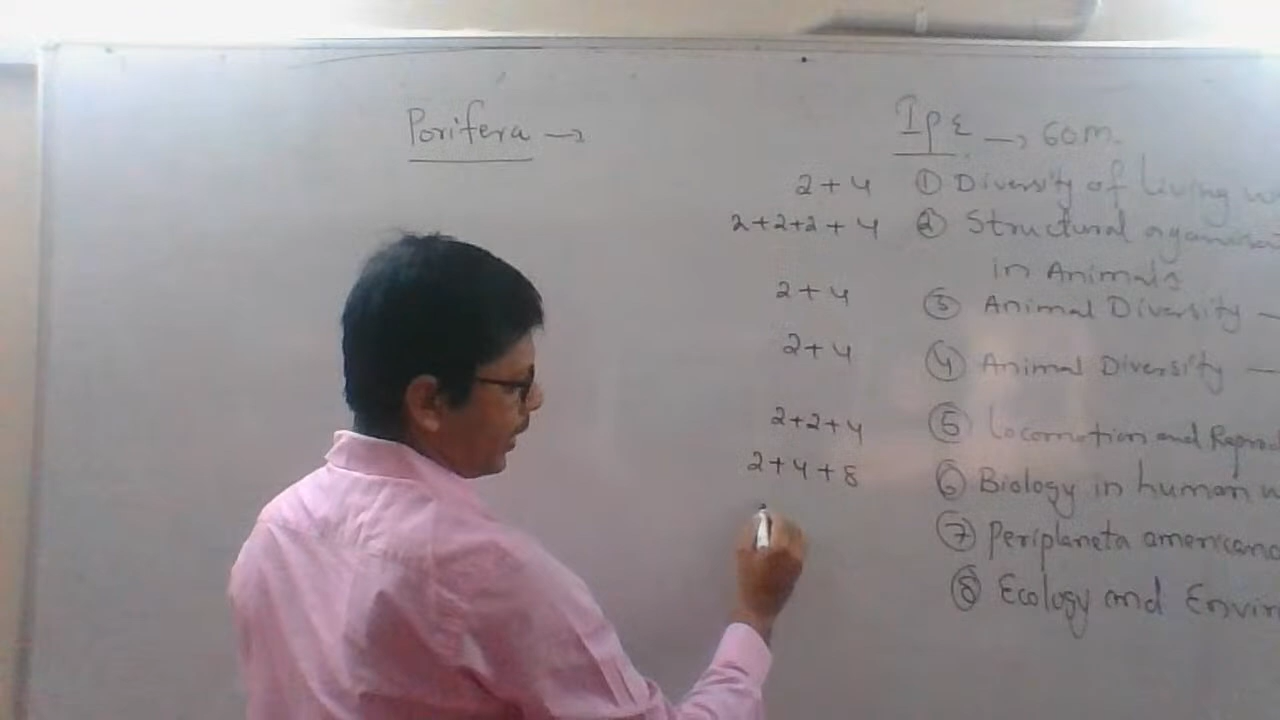 Porifera →
IpE → 60m.
2+4 ① Diversity of living
2+2+2+4 ② Structural
in Animals
2+4 ③ Animal Diversity —
2+4 ④ Animal Diversity —
2+2+4 ⑤ Locomotion and
2+4+8 ⑥ Biology in human
⑦ Periplaneta americana
⑧ Ecology and